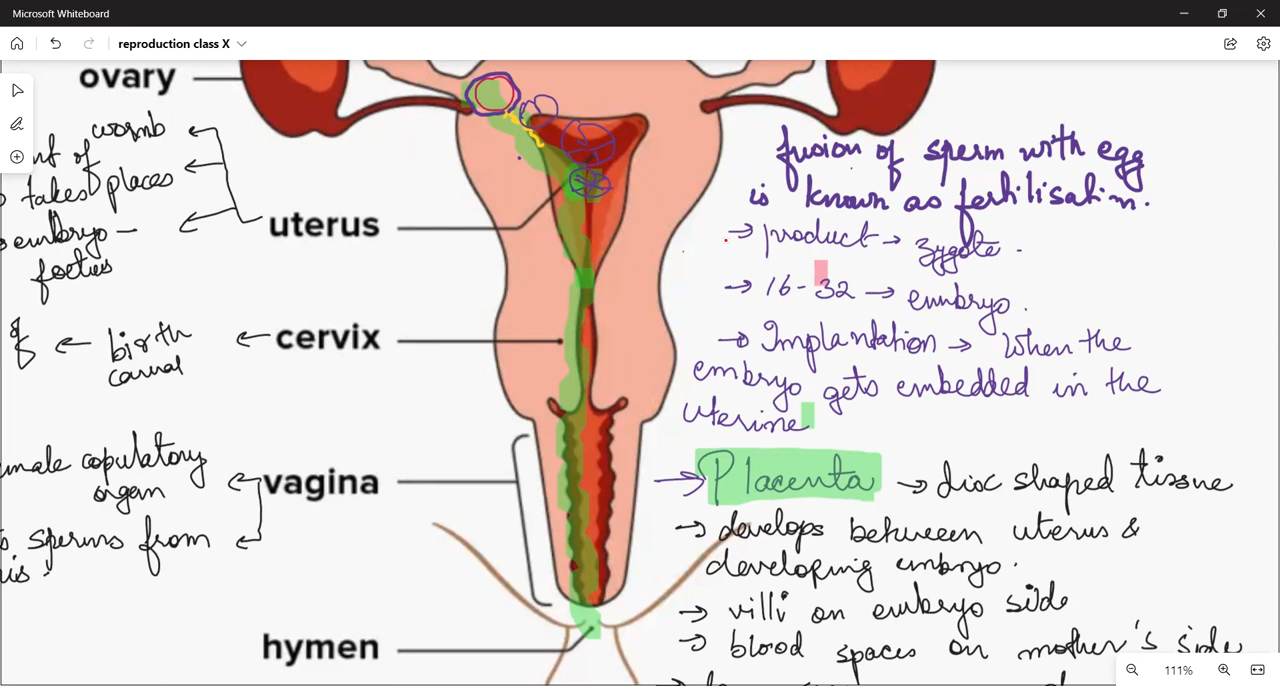 Microsoft Whiteboard
reproduction class X
ovary
womb
nt of
takes places
embryo -
foetus
uterus
cervix
birth
canal
male copulatory
organ
vagina
sperms from
hymen
fusion of sperm with egg
is known as fertilisation.
→ product → zygote .
→ 16-32 → embryo .
→ Implantation → When the
embryo gets embedded in the
uterine
→ Placenta → disc shaped tissue
→ develops between uterus &
developing embryo.
→ villi on embryo side
→ blood spaces on mother's side
111%